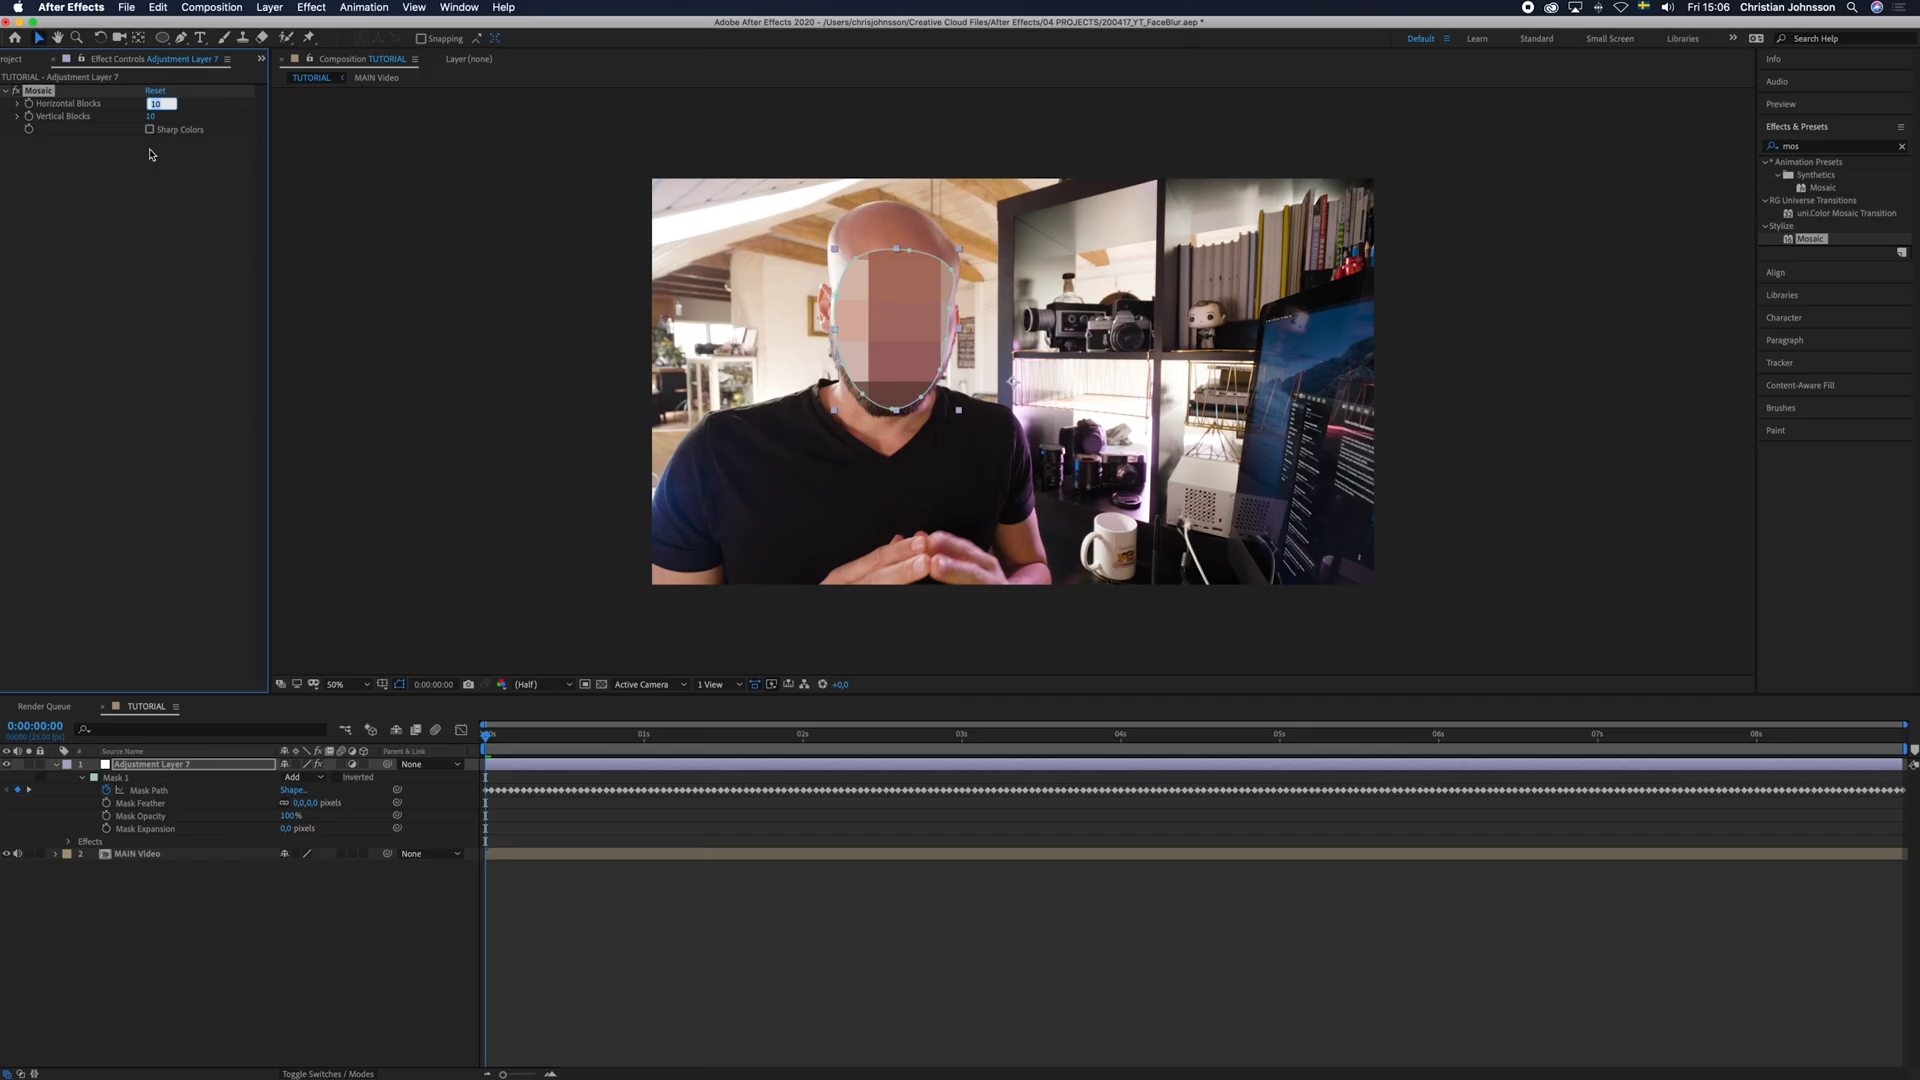 After Effects File Edit Composition Layer Effect Animation View Window Help
Fri 15:06 Christian Johnsson
Adobe After Effects 2020 - /Users/chrisjohnsson/Creative Cloud Files/After Effects/04 PROJECTS/200417_YT_FaceBlur.aep *
Snapping
Default Learn Standard Small Screen Libraries Search Help
roject Effect Controls Adjustment Layer 7
Composition TUTORIAL Layer (none)
TUTORIAL - Adjustment Layer 7
TUTORIAL MAIN Video
fx Mosaic Reset
Horizontal Blocks 10
Vertical Blocks 10
Sharp Colors
Info
Audio
Preview
Effects & Presets
mos
* Animation Presets
Synthetics
Mosaic
RG Universe Transitions
uni.Color Mosaic Transition
Stylize
Mosaic
Align
Libraries
Character
Paragraph
Tracker
Content-Aware Fill
Brushes
Paint
50% 0:00:00:00 (Half) Active Camera 1 View +0,0
Render Queue TUTORIAL
0:00:00:00
00000 (25.00 fps)
01s 02s 03s 04s 05s 06s 07s 08s
# Source Name Parent & Link
1 Adjustment Layer 7 None
Mask 1 Add Inverted
Mask Path Shape...
Mask Feather 0,0,0,0 pixels
Mask Opacity 100%
Mask Expansion 0,0 pixels
Effects
2 MAIN Video None
Toggle Switches / Modes